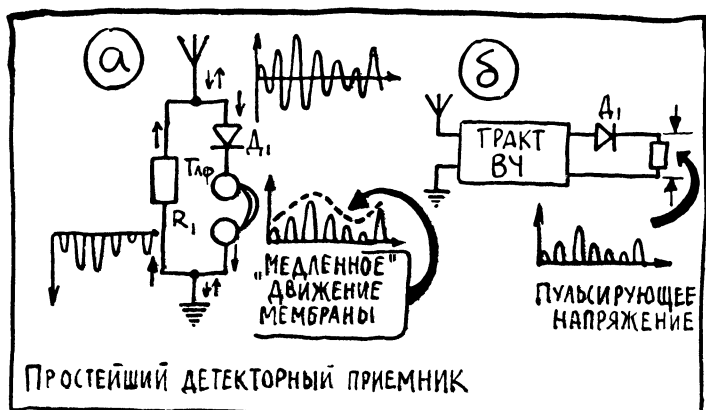 а
б
Д₁
Тлф
R₁
„МЕДЛЕННОЕ"
ДВИЖЕНИЕ
МЕМБРАНЫ
ТРАКТ
ВЧ
Д₁
ПУЛЬСИРУЮЩЕЕ
НАПРЯЖЕНИЕ
ПРОСТЕЙШИЙ ДЕТЕКТОРНЫЙ ПРИЕМНИК